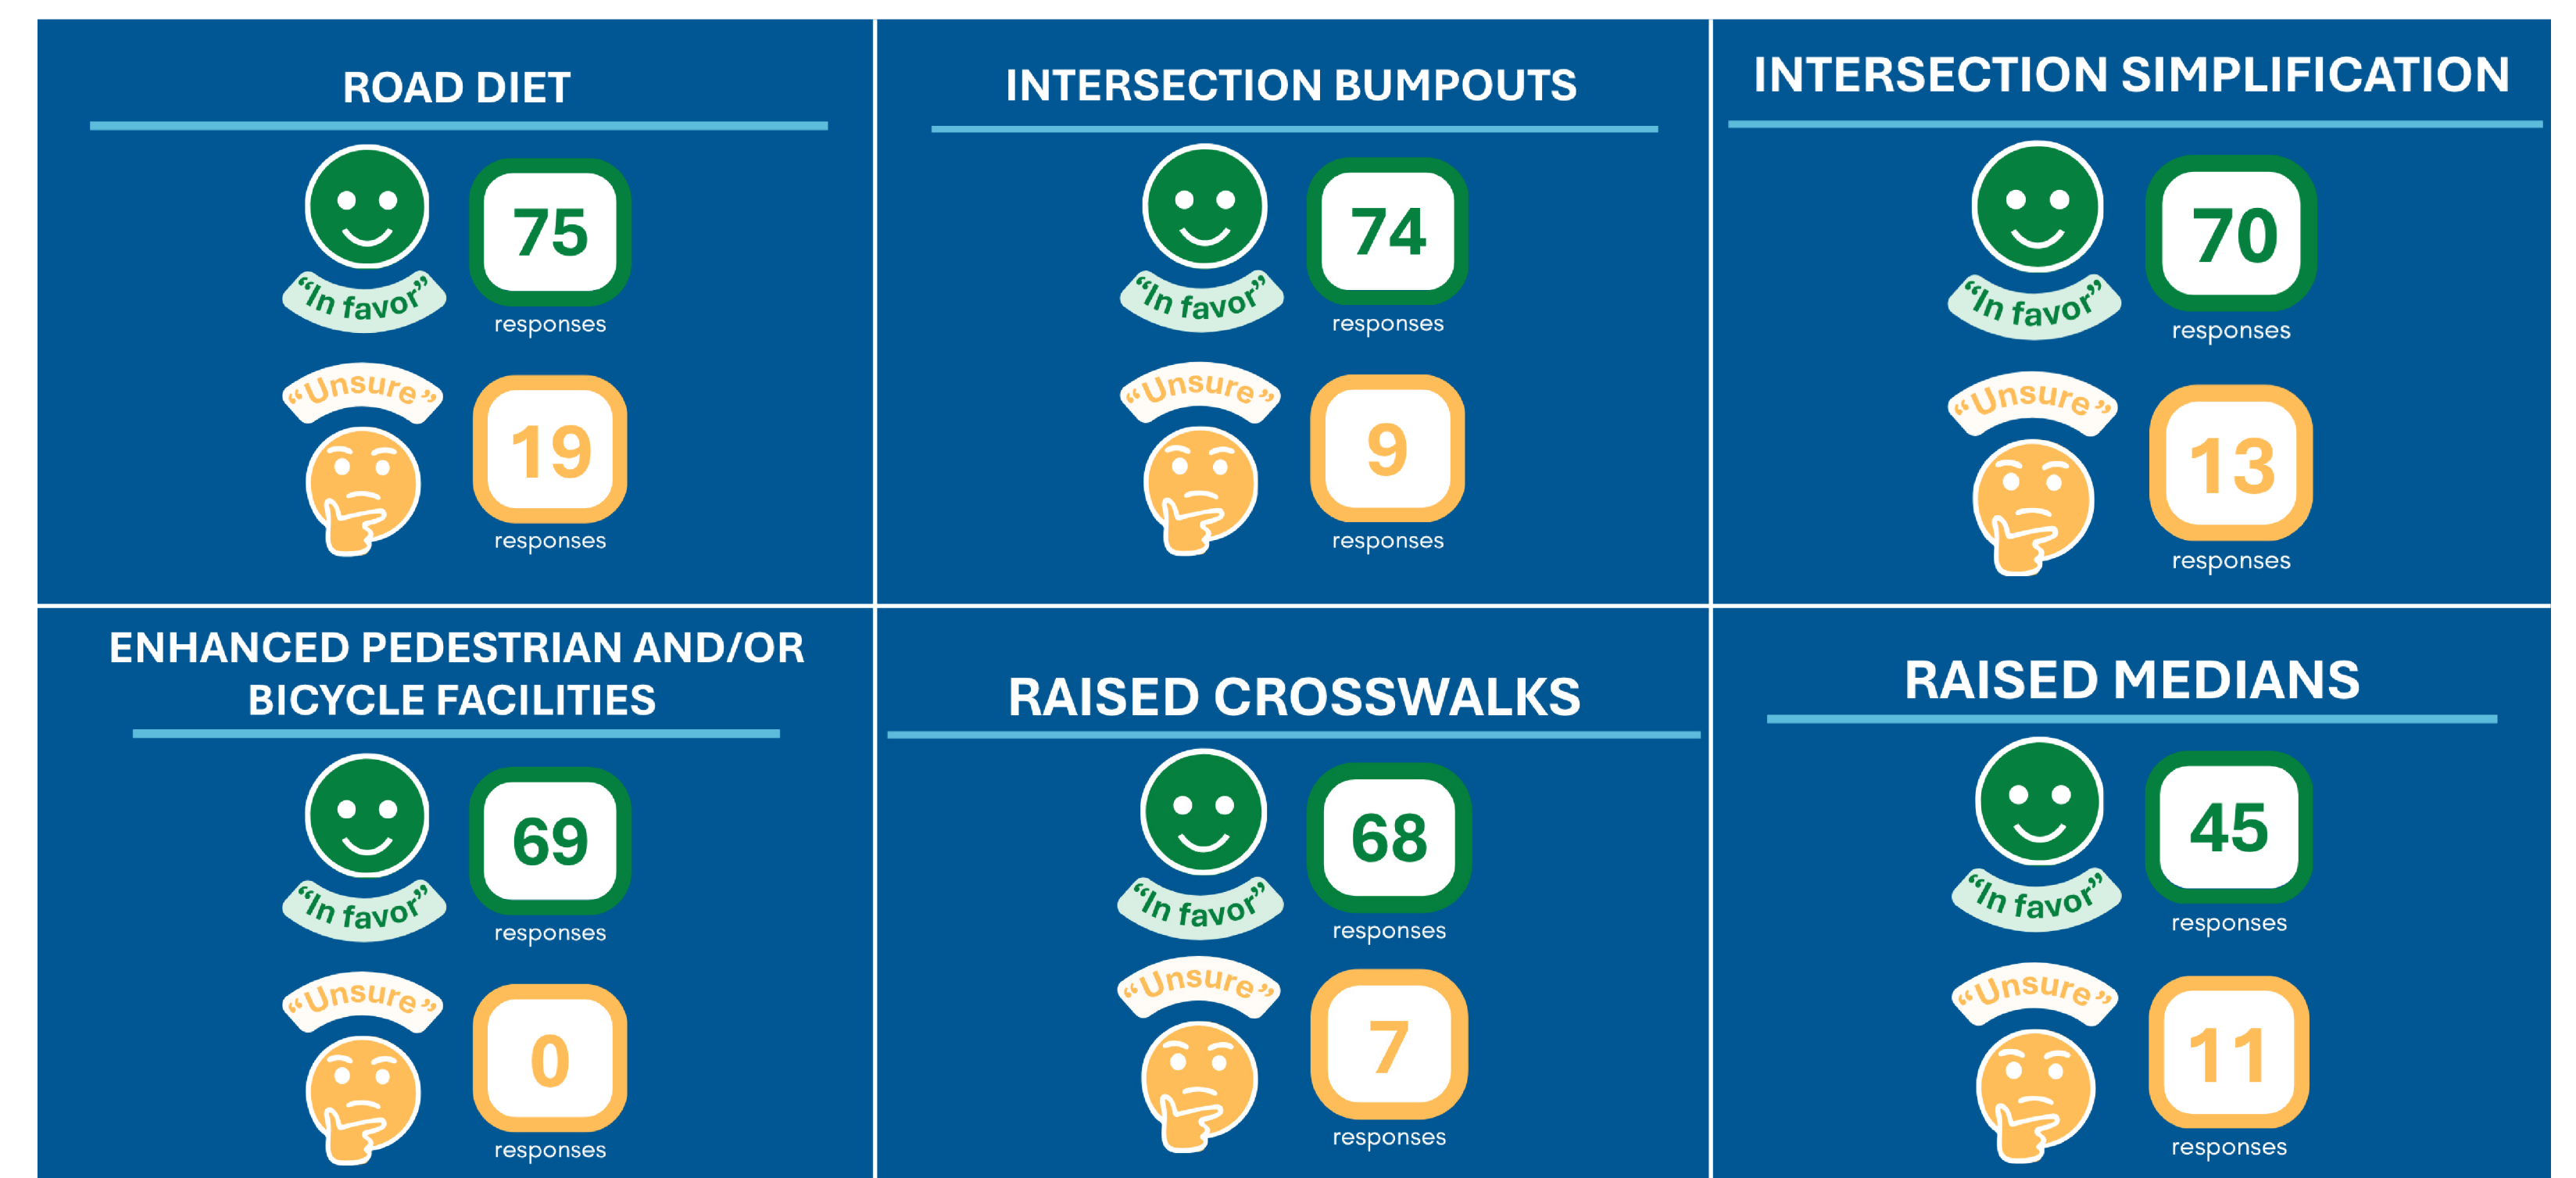 ROAD DIET
“In favor”
75
responses
“Unsure”
19
responses
INTERSECTION BUMPOUTS
“In favor”
74
responses
“Unsure”
9
responses
INTERSECTION SIMPLIFICATION
“In favor”
70
responses
“Unsure”
13
responses
ENHANCED PEDESTRIAN AND/OR
BICYCLE FACILITIES
“In favor”
69
responses
“Unsure”
0
responses
RAISED CROSSWALKS
“In favor”
68
responses
“Unsure”
7
responses
RAISED MEDIANS
“In favor”
45
responses
“Unsure”
11
responses